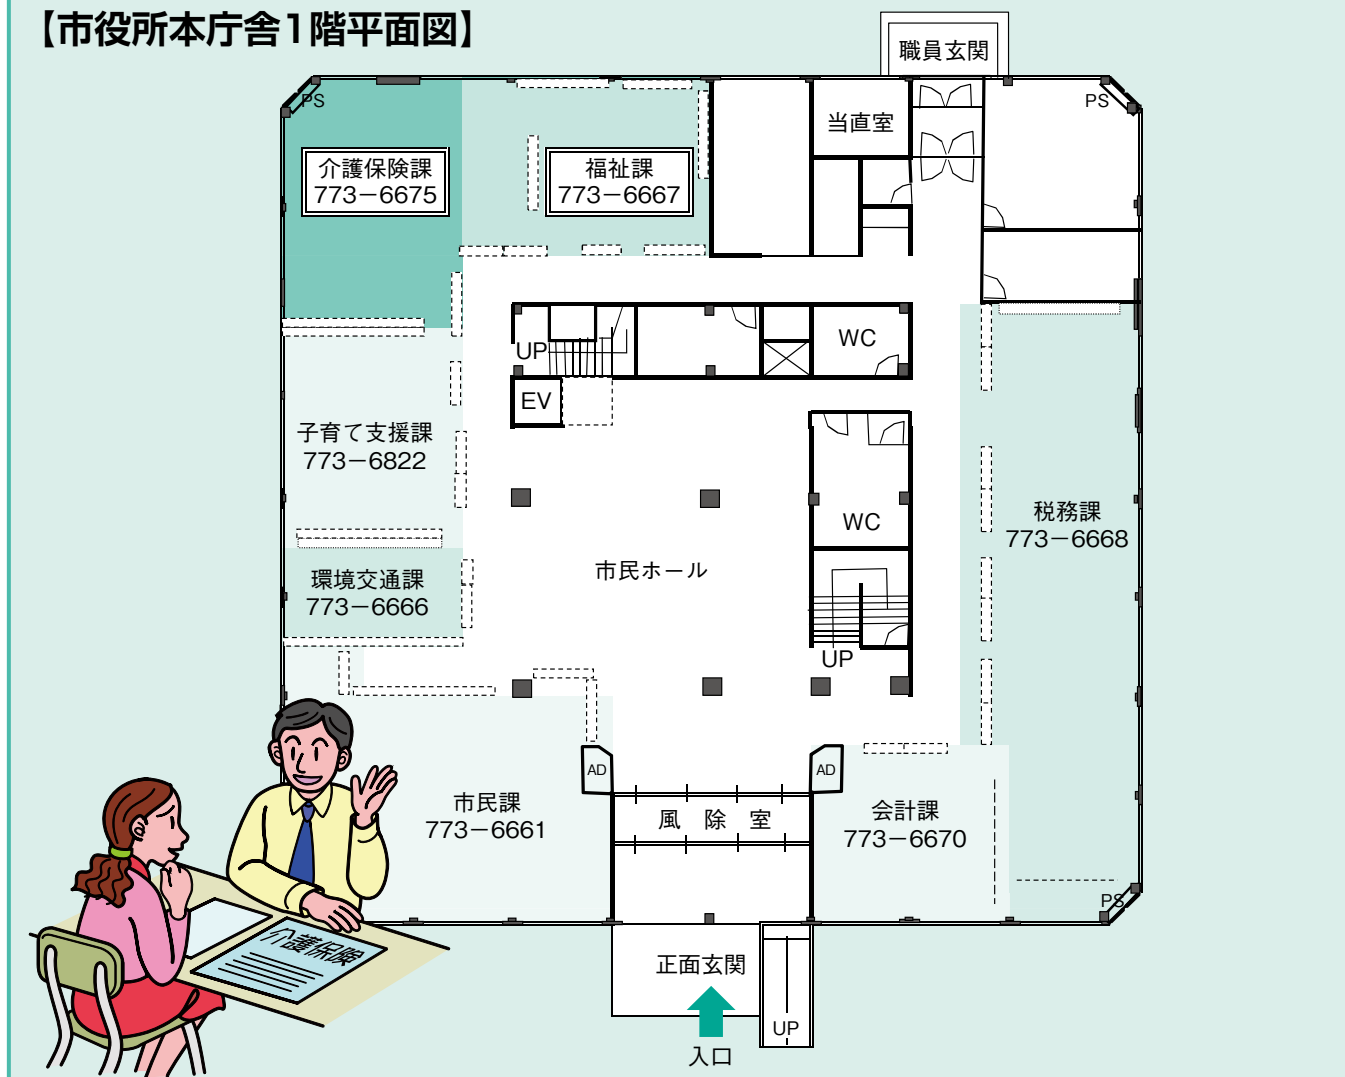 【市役所本庁舎1階平面図】
職員玄関
PS
PS
当直室
介護保険課
773−6675
福祉課
773−6667
UP
WC
EV
子育て支援課
773−6822
WC
税務課
773−6668
環境交通課
773−6666
市民ホール
UP
AD
AD
市民課
773−6661
風除室
会計課
773−6670
PS
介護保険
正面玄関
UP
入口